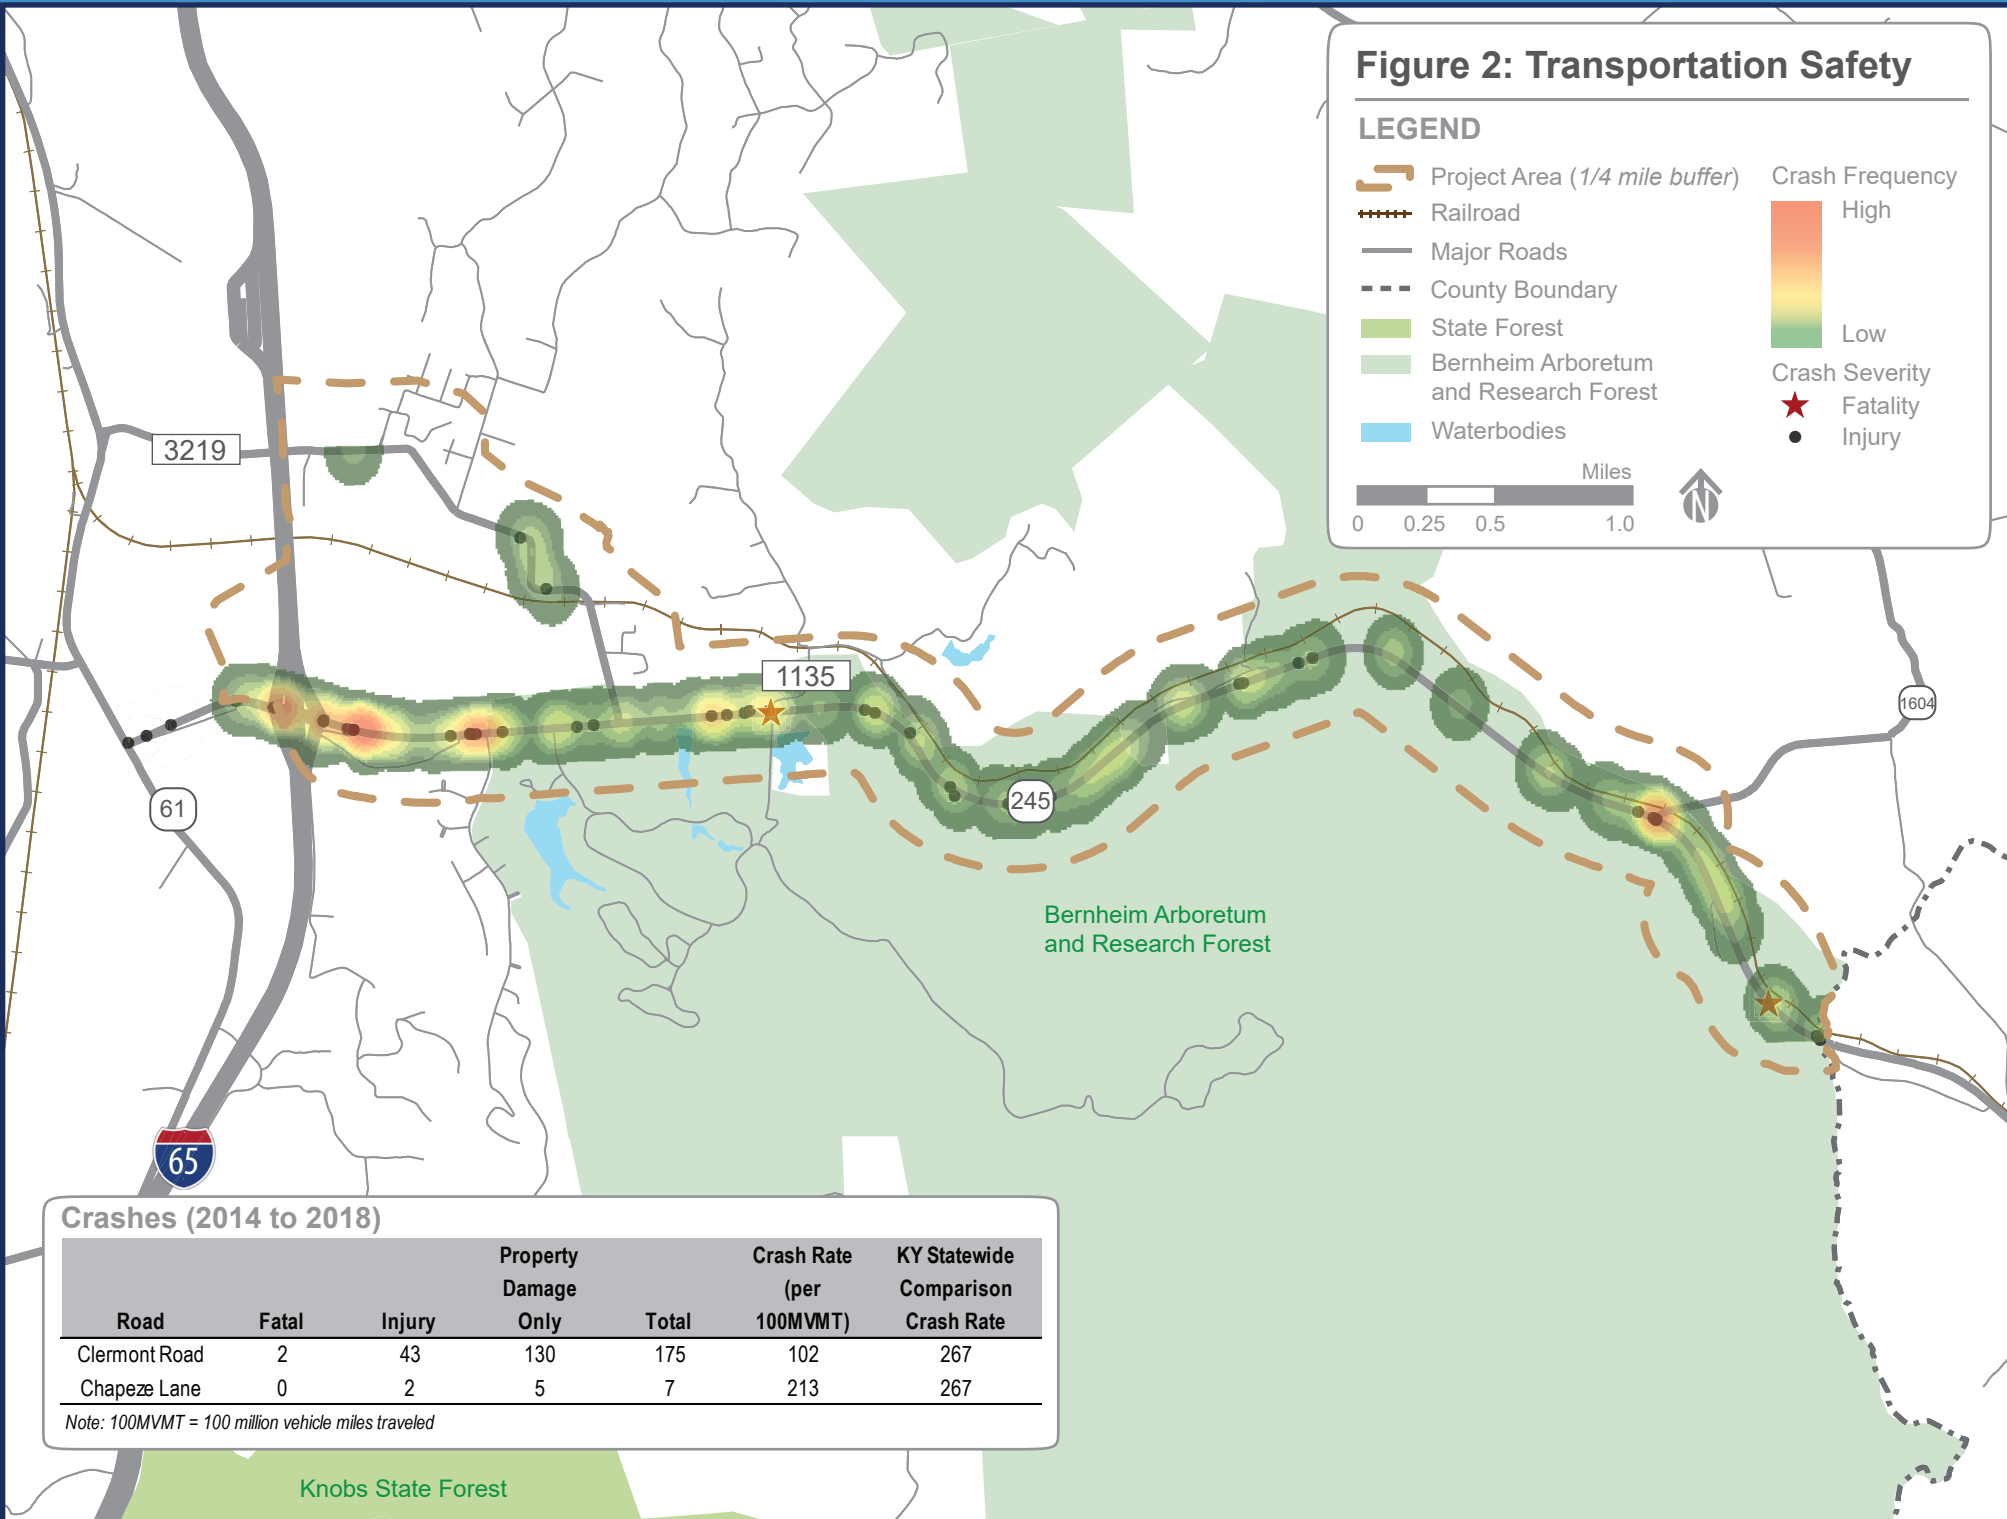 Figure 2: Transportation Safety
LEGEND
Project Area (1/4 mile buffer)
Railroad
Major Roads
County Boundary
State Forest
Bernheim Arboretum
and Research Forest
Waterbodies
Crash Frequency
High
Low
Crash Severity
Fatality
Injury
Miles
0 0.25 0.5 1.0
N
3219
1135
1604
245
61
65
Bernheim Arboretum
and Research Forest
Crashes (2014 to 2018)
Property Crash Rate KY Statewide
Damage (per Comparison
Road Fatal Injury Only Total 100MVMT) Crash Rate
Clermont Road 2 43 130 175 102 267
Chapeze Lane 0 2 5 7 213 267
Note: 100MVMT = 100 million vehicle miles traveled
Knobs State Forest